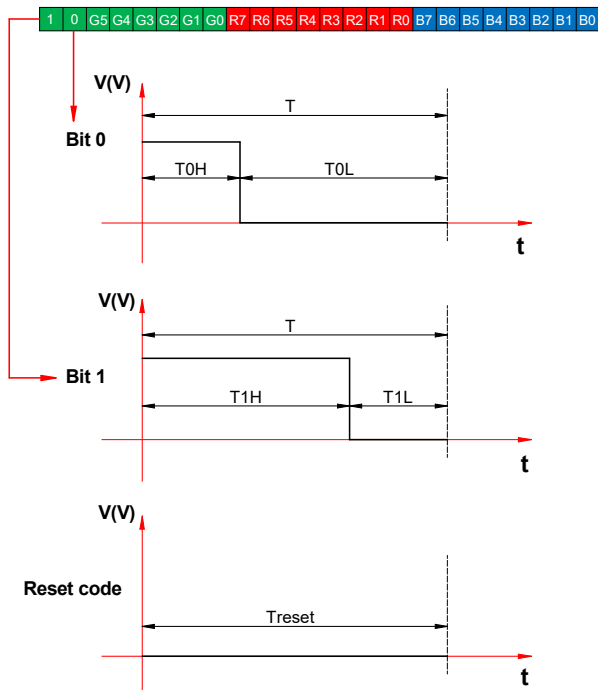 1 0 G5 G4 G3 G2 G1 G0 R7 R6 R5 R4 R3 R2 R1 R0 B7 B6 B5 B4 B3 B2 B1 B0
V(V)
T
Bit 0
T0H T0L
t
V(V)
T
Bit 1
T1H T1L
t
V(V)
Reset code
Treset
t